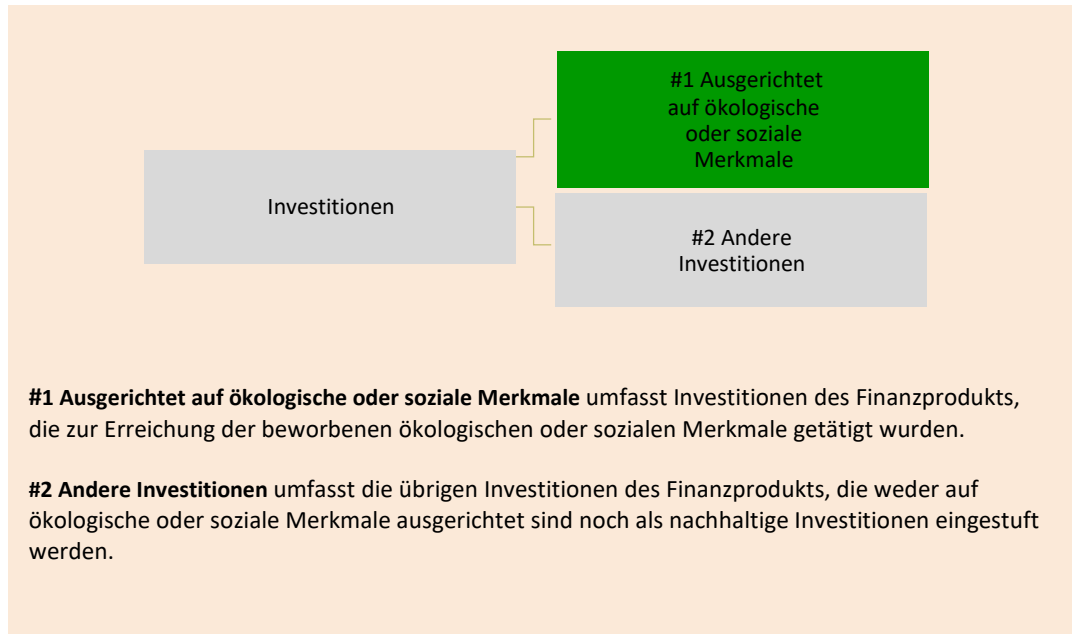 #1 Ausgerichtet
auf ökologische
oder soziale
Merkmale
Investitionen
#2 Andere
Investitionen
#1 Ausgerichtet auf ökologische oder soziale Merkmale umfasst Investitionen des Finanzprodukts,
die zur Erreichung der beworbenen ökologischen oder sozialen Merkmale getätigt wurden.
#2 Andere Investitionen umfasst die übrigen Investitionen des Finanzprodukts, die weder auf
ökologische oder soziale Merkmale ausgerichtet sind noch als nachhaltige Investitionen eingestuft
werden.